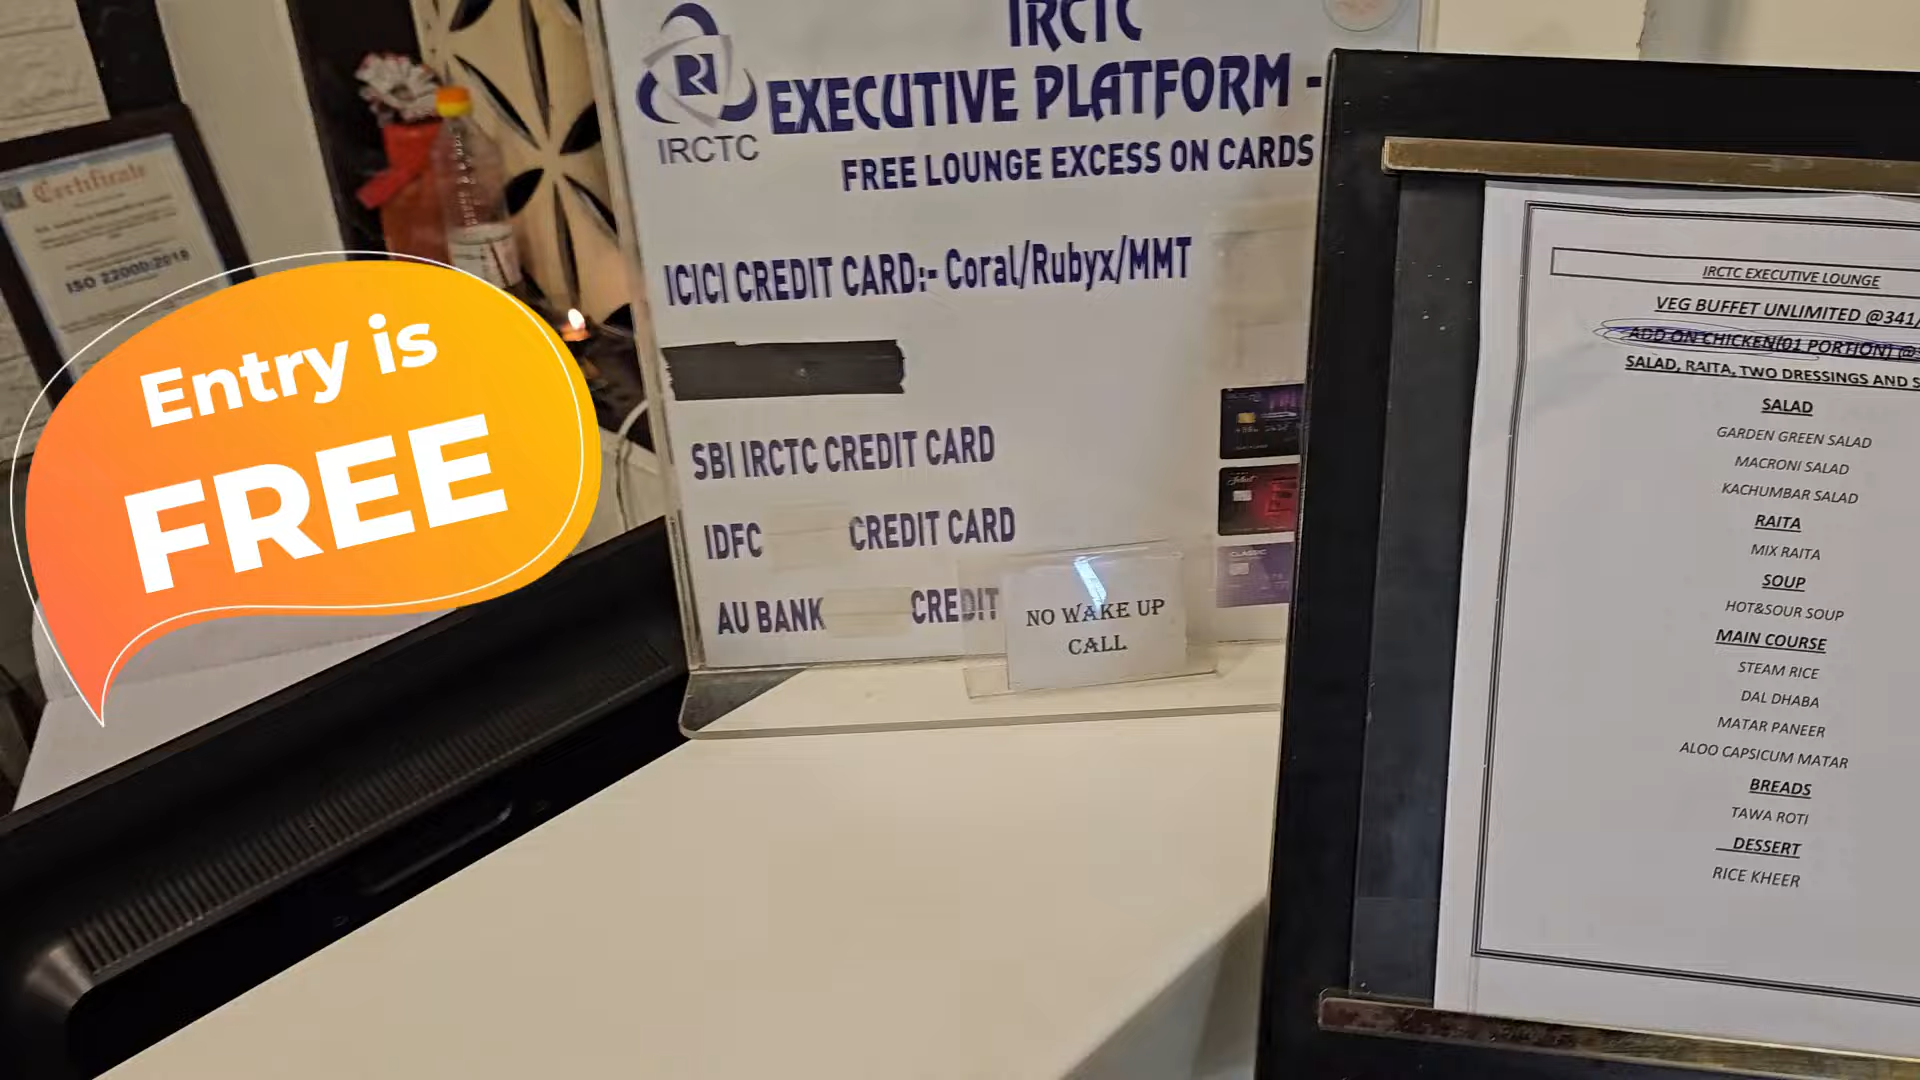 Certificate
ISO 22000:2018
Entry is
FREE
IRCTC
IRCTC
EXECUTIVE PLATFORM -
FREE LOUNGE EXCESS ON CARDS
ICICI CREDIT CARD:- Coral/Rubyx/MMT
SBI IRCTC CREDIT CARD
IDFC CREDIT CARD
AU BANK CREDIT
CLASSIC
NO WAKE UP
CALL
IRCTC EXECUTIVE LOUNGE
VEG BUFFET UNLIMITED @341/
ADD ON CHICKEN(01 PORTION) @
SALAD, RAITA, TWO DRESSINGS AND S
SALAD
GARDEN GREEN SALAD
MACRONI SALAD
KACHUMBAR SALAD
RAITA
MIX RAITA
SOUP
HOT&SOUR SOUP
MAIN COURSE
STEAM RICE
DAL DHABA
MATAR PANEER
ALOO CAPSICUM MATAR
BREADS
TAWA ROTI
DESSERT
RICE KHEER